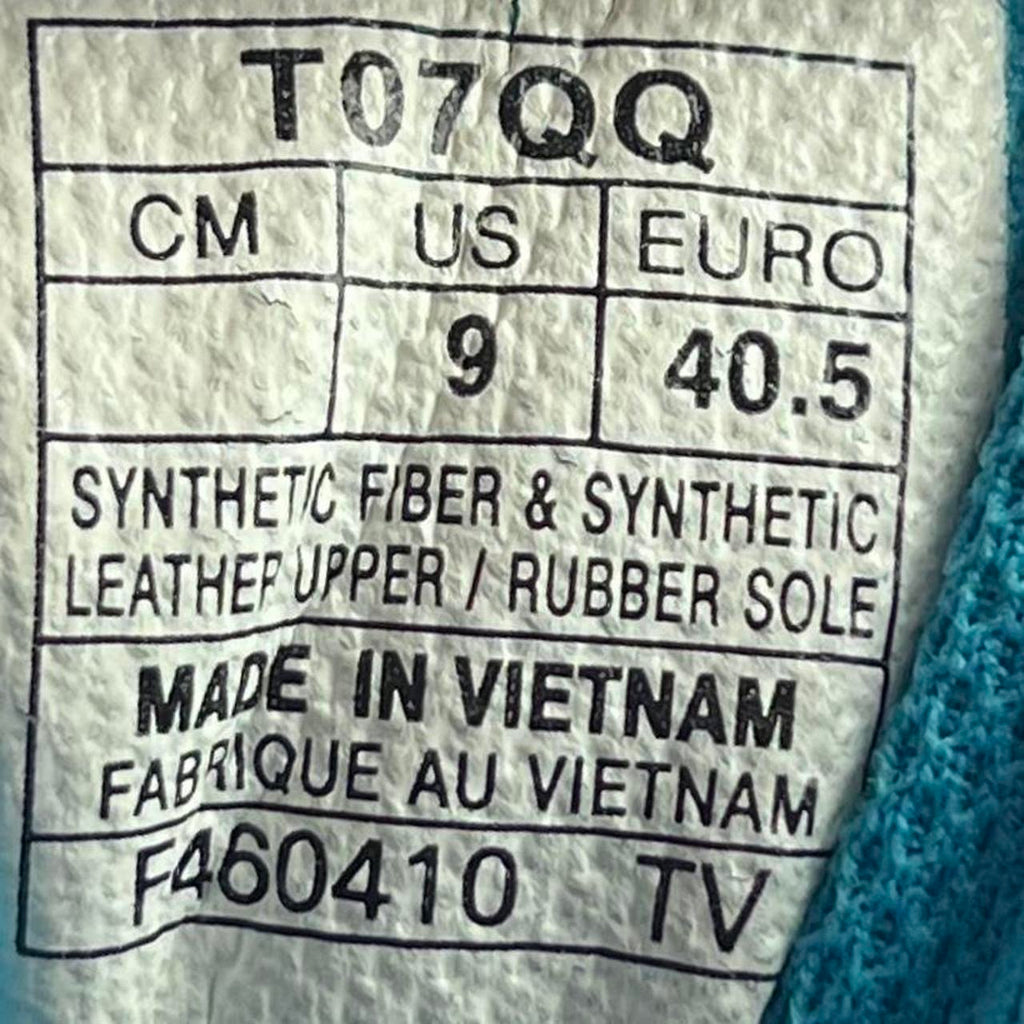 T07QQ
CM US EURO
9 40.5
SYNTHETIC FIBER & SYNTHETIC
LEATHER UPPER / RUBBER SOLE
MADE IN VIETNAM
FABRIQUE AU VIETNAM
F460410 TV